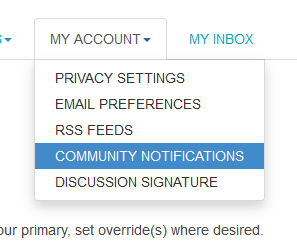 MY ACCOUNT MY INBOX
PRIVACY SETTINGS
EMAIL PREFERENCES
RSS FEEDS
COMMUNITY NOTIFICATIONS
DISCUSSION SIGNATURE
our primary, set override(s) where desired.